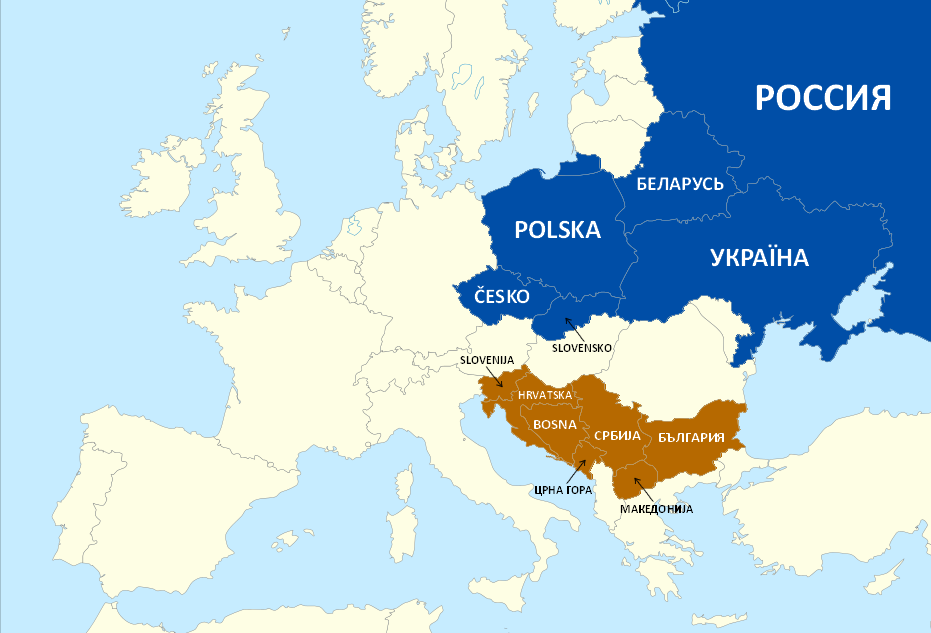 РОССИЯ
БЕЛАРУСЬ
POLSKA
УКРАЇНА
ČESKO
SLOVENSKO
SLOVENIJA
HRVATSKA
BOSNA
СРБИЈА
БЪЛГАРИЯ
ЦРНА ГОРА
МАКЕДОНИЈА